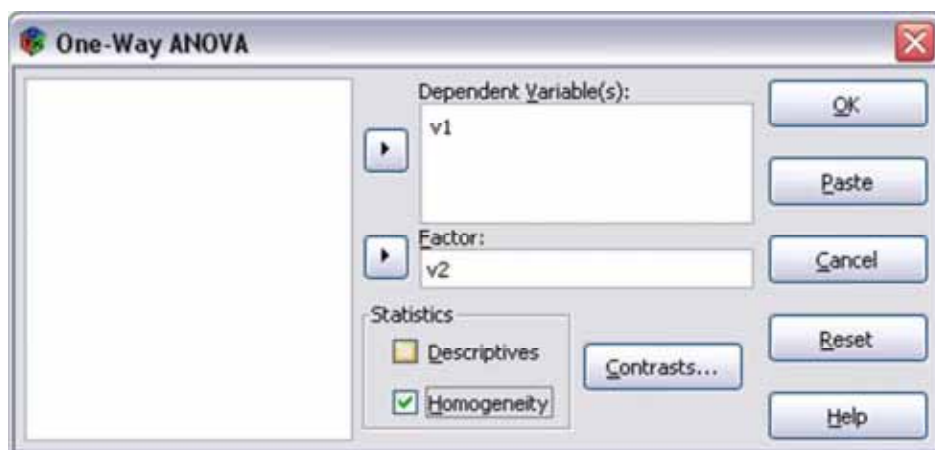 One-Way ANOVA
Dependent Variable(s):
v1
Factor:
v2
Statistics
Descriptives
Homogeneity
Contrasts...
OK
Paste
Cancel
Reset
Help